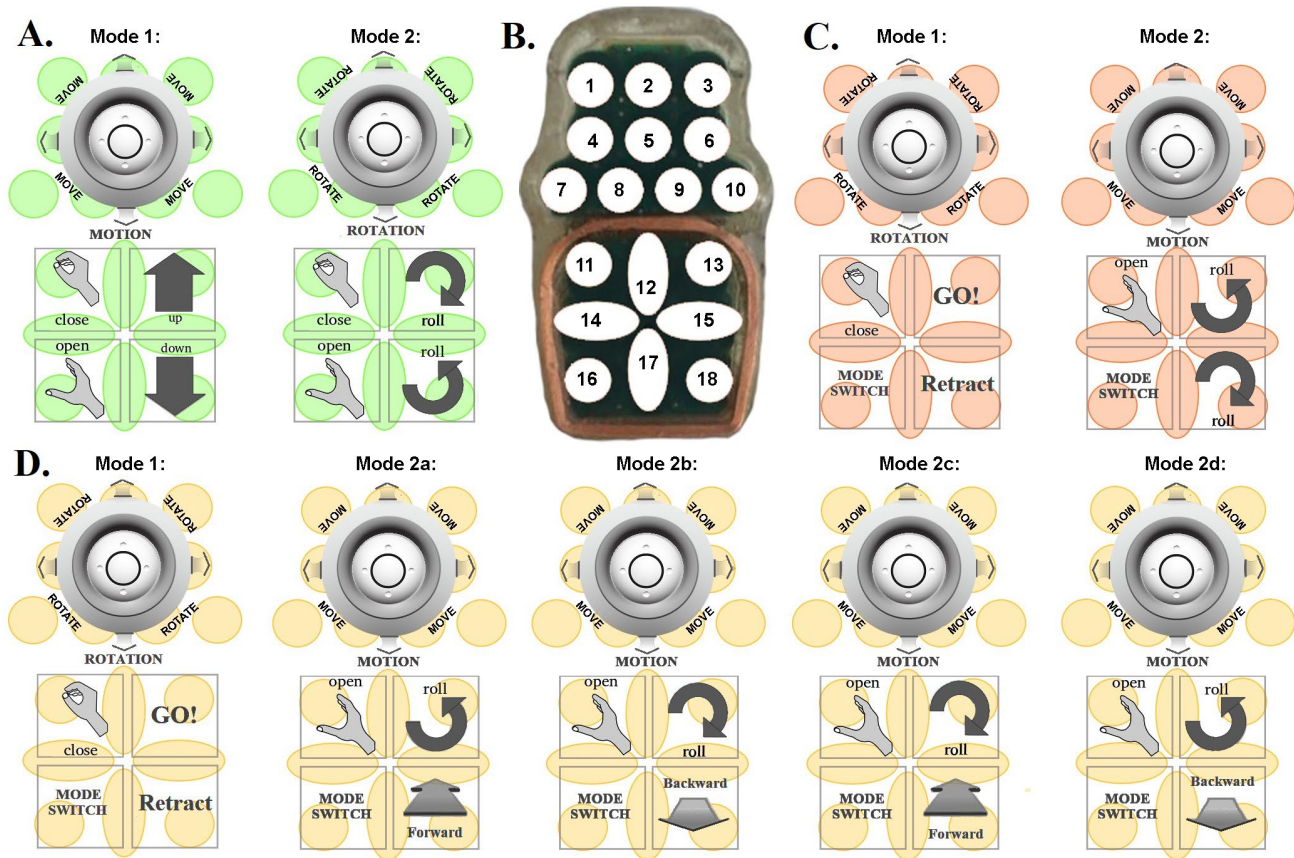 A.
Mode 1:
MOVE
MOVE
MOVE
MOVE
MOTION
close
up
open
down
Mode 2:
ROTATE
ROTATE
ROTATE
ROTATE
ROTATION
close
roll
open
roll
B.
1 2 3
4 5 6
7 8 9 10
11 12 13
14 15
16 17 18
C.
Mode 1:
ROTATE
ROTATE
ROTATE
ROTATE
ROTATION
close
GO!
MODE
SWITCH
Retract
Mode 2:
MOVE
MOVE
MOVE
MOVE
MOTION
open
roll
MODE
SWITCH
roll
D.
Mode 1:
ROTATE
ROTATE
ROTATE
ROTATE
ROTATION
close
GO!
MODE
SWITCH
Retract
Mode 2a:
MOVE
MOVE
MOVE
MOVE
MOTION
open
roll
MODE
SWITCH
Forward
Mode 2b:
MOVE
MOVE
MOVE
MOVE
MOTION
open
roll
MODE
SWITCH
Backward
Mode 2c:
MOVE
MOVE
MOVE
MOVE
MOTION
open
roll
MODE
SWITCH
Forward
Mode 2d:
MOVE
MOVE
MOVE
MOVE
MOTION
open
roll
MODE
SWITCH
Backward